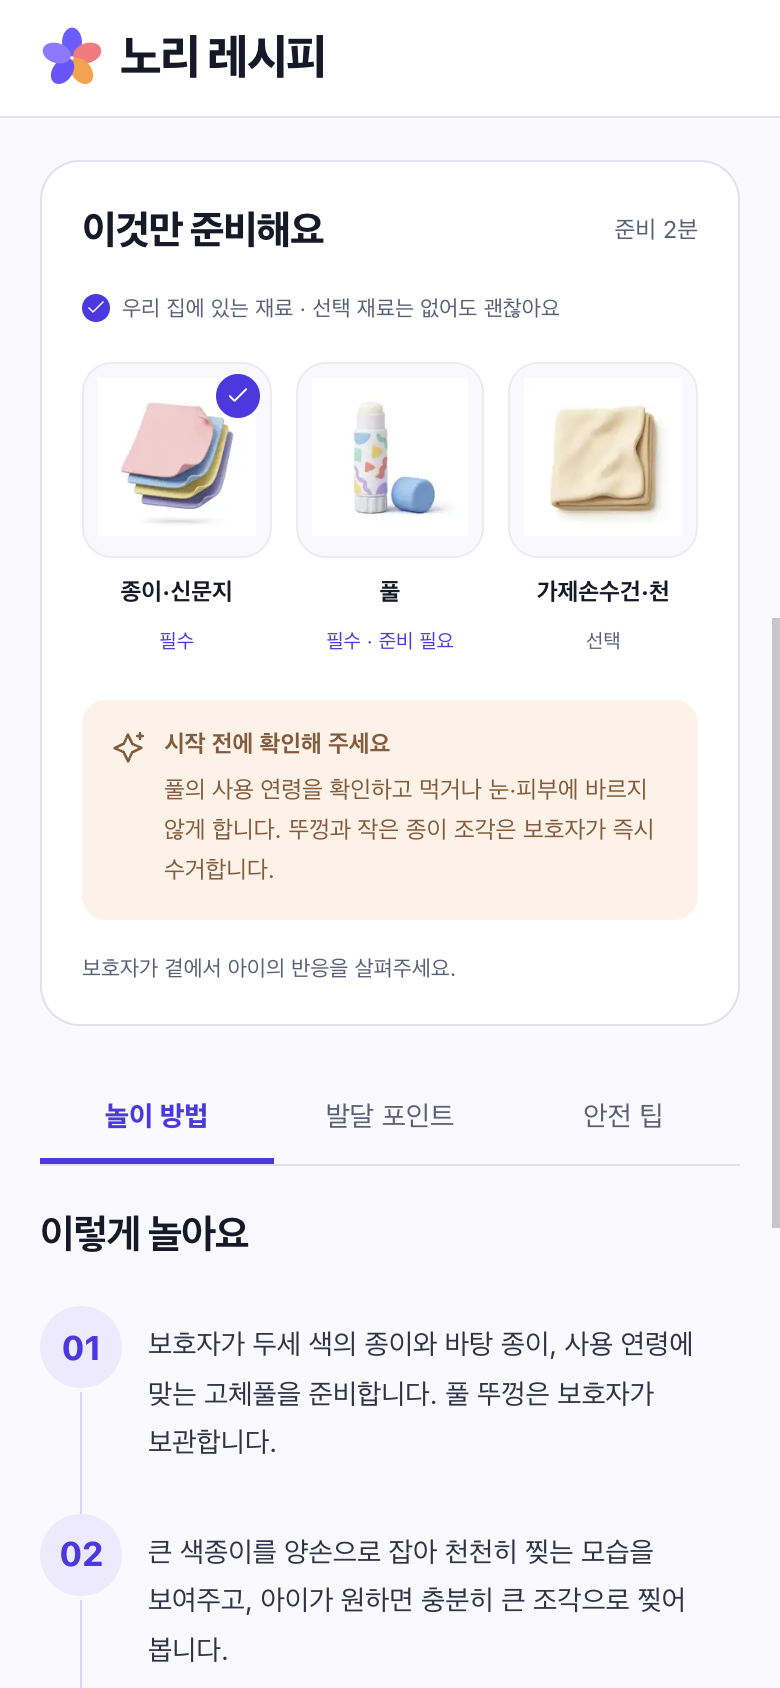 노리 레시피
이것만 준비해요
준비 2분
우리 집에 있는 재료 · 선택 재료는 없어도 괜찮아요
종이·신문지
필수
풀
필수 · 준비 필요
가제손수건·천
선택
시작 전에 확인해 주세요
풀의 사용 연령을 확인하고 먹거나 눈·피부에 바르지
않게 합니다. 뚜껑과 작은 종이 조각은 보호자가 즉시
수거합니다.
보호자가 곁에서 아이의 반응을 살펴주세요.
놀이 방법
발달 포인트
안전 팁
이렇게 놀아요
01
보호자가 두세 색의 종이와 바탕 종이, 사용 연령에
맞는 고체풀을 준비합니다. 풀 뚜껑은 보호자가
보관합니다.
02
큰 색종이를 양손으로 잡아 천천히 찢는 모습을
보여주고, 아이가 원하면 충분히 큰 조각으로 찢어
봅니다.